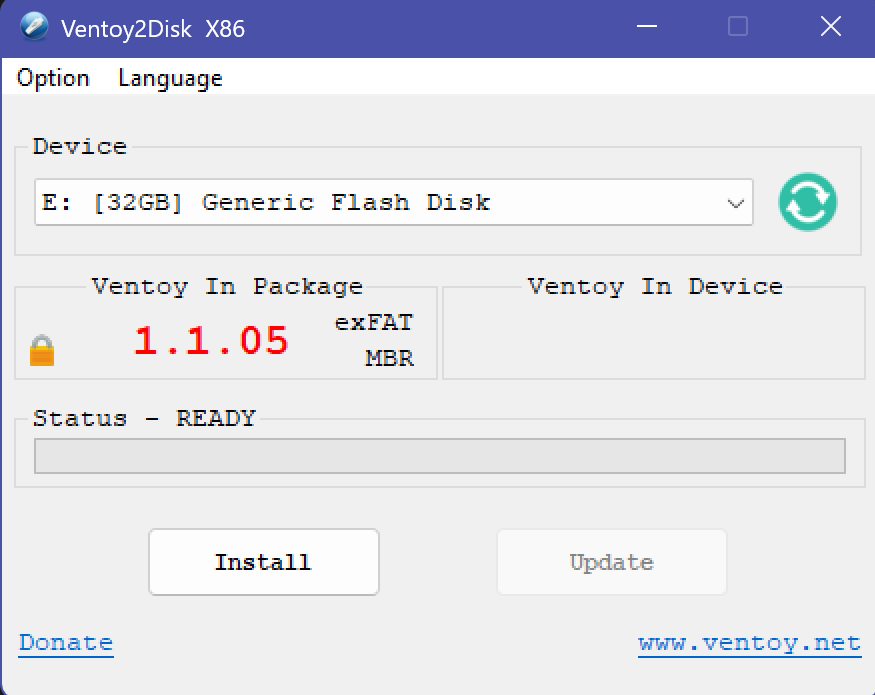 Ventoy2Disk X86
Option Language
Device
E: [32GB] Generic Flash Disk
Ventoy In Package
Ventoy In Device
1.1.05
exFAT
MBR
Status - READY
Install
Update
Donate
www.ventoy.net